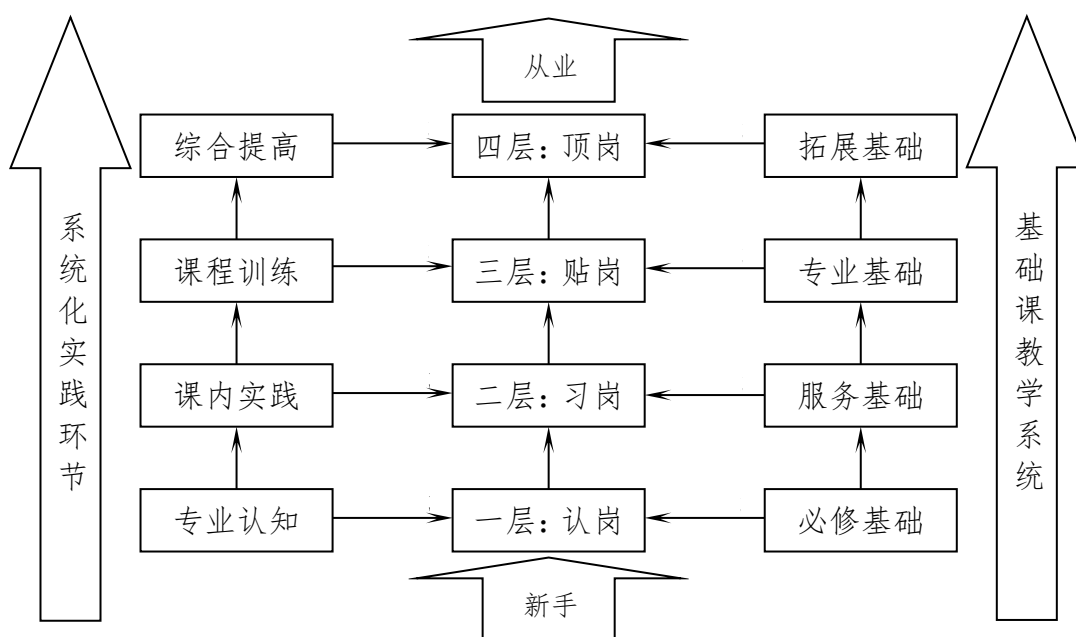 从业
综合提高
四层：顶岗
拓展基础
系统化实践环节
基础课教学系统
课程训练
三层：贴岗
专业基础
课内实践
二层：习岗
服务基础
专业认知
一层：认岗
必修基础
新手